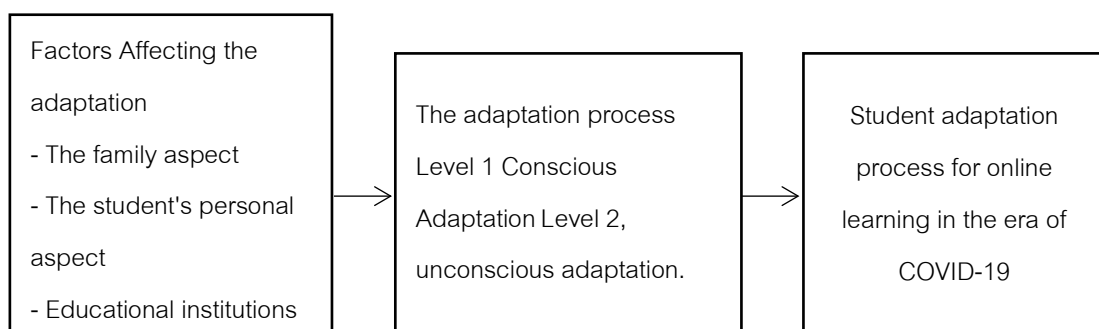 Factors Affecting the
adaptation
- The family aspect
- The student's personal
aspect
- Educational institutions
The adaptation process
Level 1 Conscious
Adaptation Level 2,
unconscious adaptation.
Student adaptation
process for online
learning in the era of
COVID-19